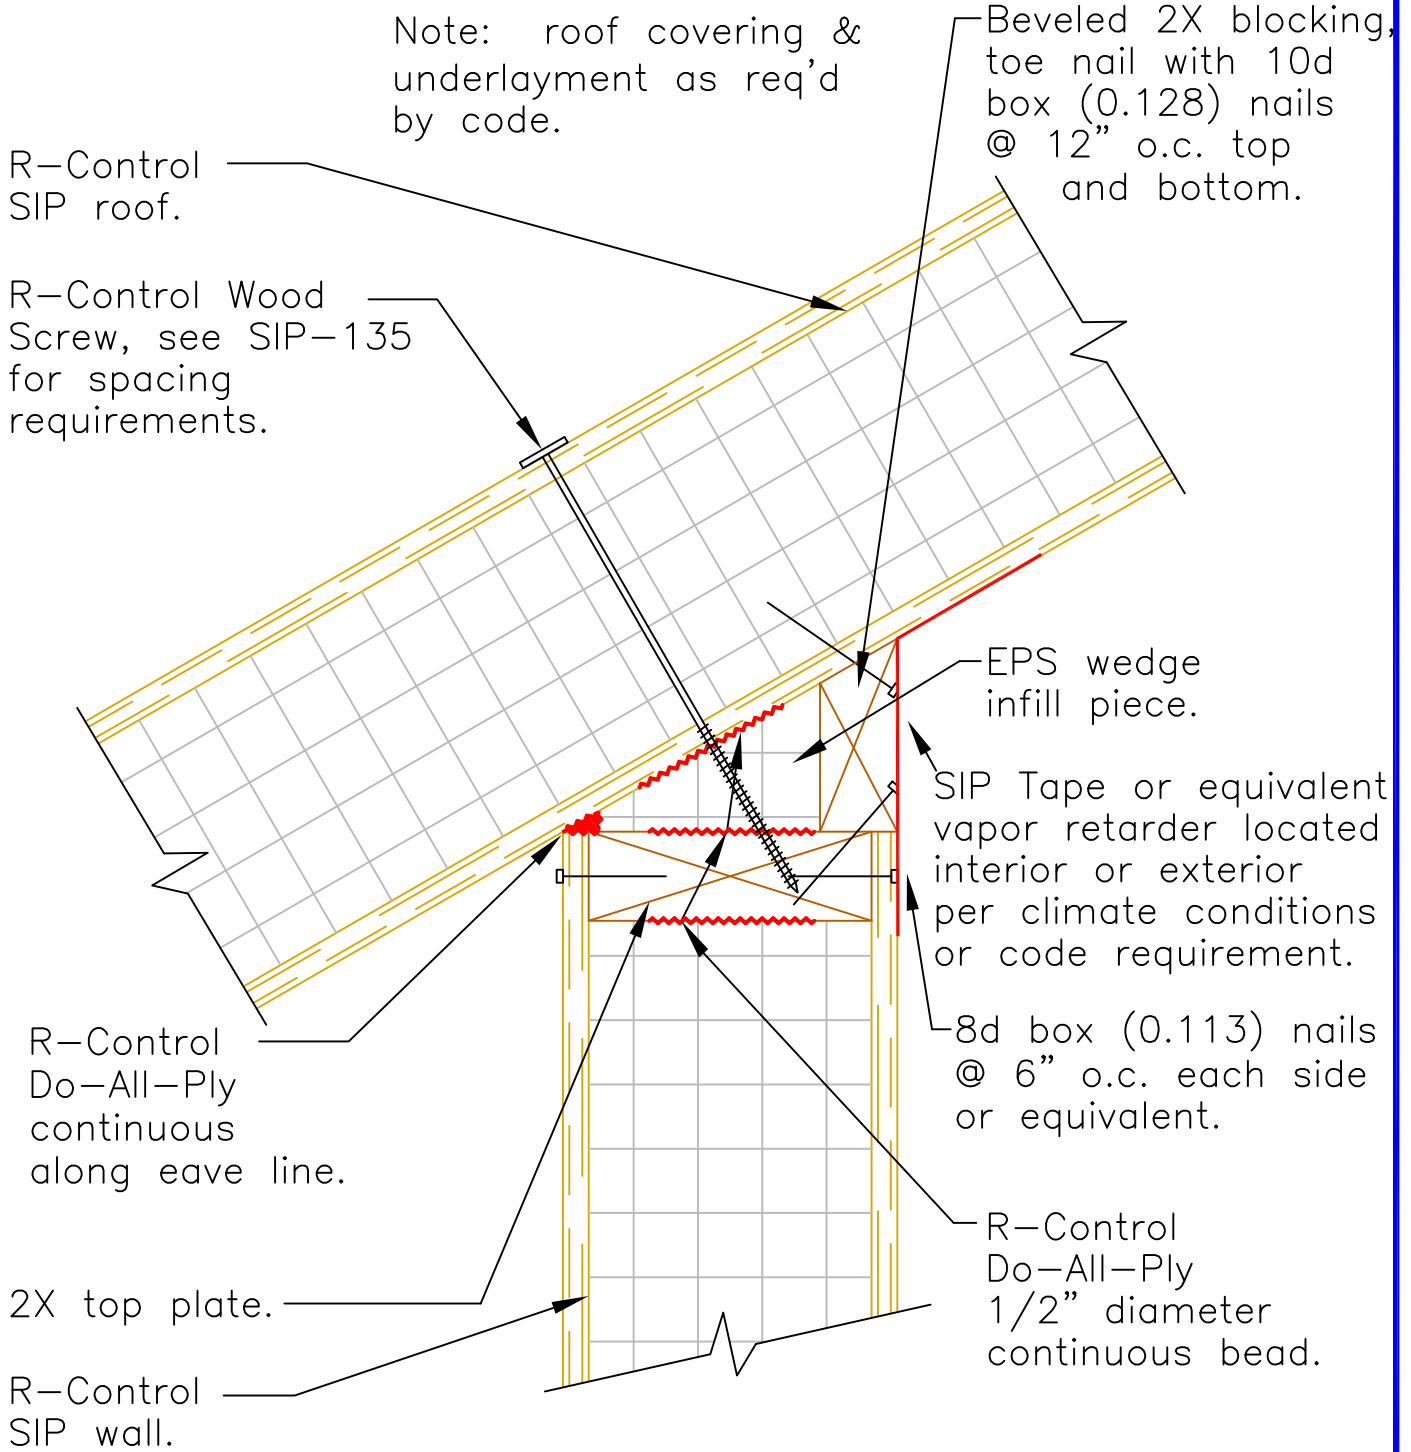 Note: roof covering &
underlayment as req'd
by code.
Beveled 2X blocking,
toe nail with 10d
box (0.128) nails
@ 12" o.c. top
and bottom.
R-Control
SIP roof.
R-Control Wood
Screw, see SIP-135
for spacing
requirements.
EPS wedge
infill piece.
SIP Tape or equivalent
vapor retarder located
interior or exterior
per climate conditions
or code requirement.
8d box (0.113) nails
@ 6" o.c. each side
or equivalent.
R-Control
Do-All-Ply
continuous
along eave line.
R-Control
Do-All-Ply
1/2" diameter
continuous bead.
2X top plate.
R-Control
SIP wall.